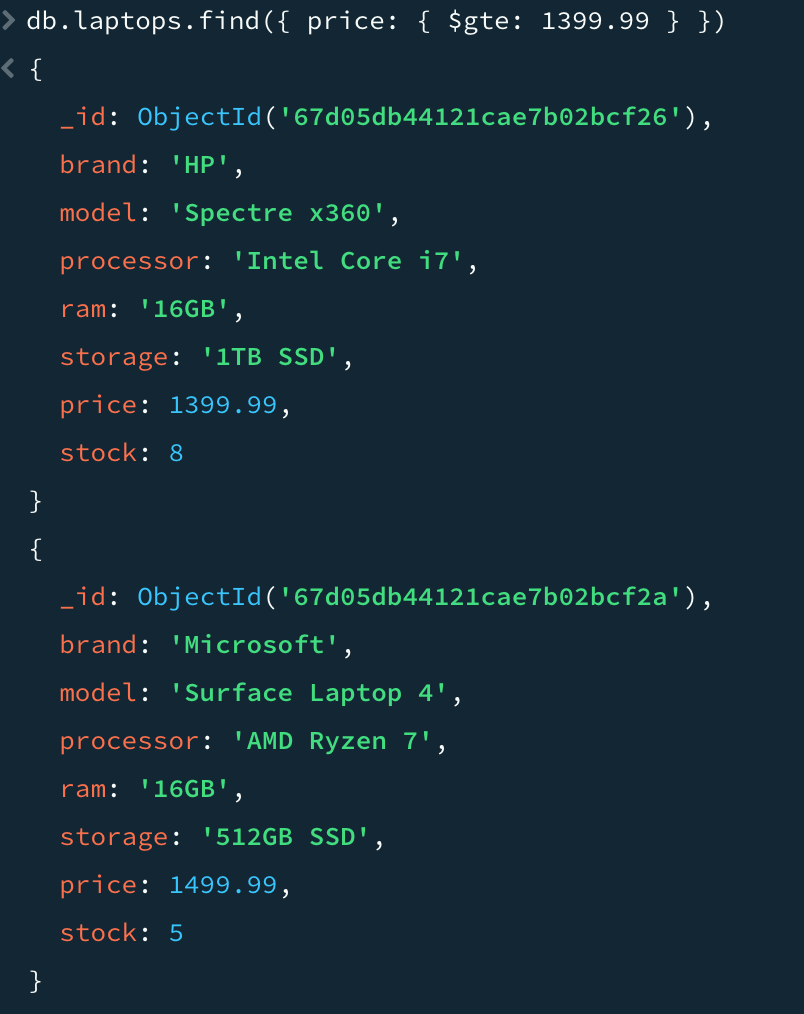 > db.laptops.find({ price: { $gte: 1399.99 } })
< {
_id: ObjectId('67d05db44121cae7b02bcf26'),
brand: 'HP',
model: 'Spectre x360',
processor: 'Intel Core i7',
ram: '16GB',
storage: '1TB SSD',
price: 1399.99,
stock: 8
}
{
_id: ObjectId('67d05db44121cae7b02bcf2a'),
brand: 'Microsoft',
model: 'Surface Laptop 4',
processor: 'AMD Ryzen 7',
ram: '16GB',
storage: '512GB SSD',
price: 1499.99,
stock: 5
}